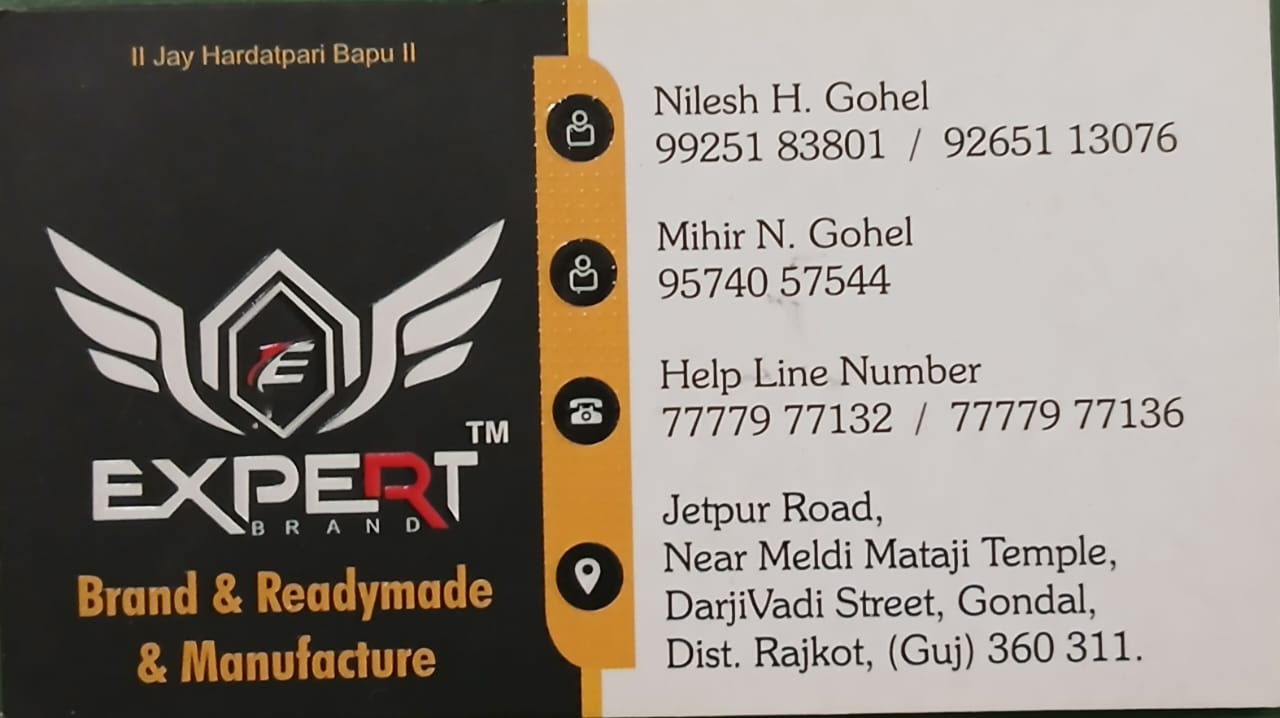 II Jay Hardatpari Bapu II
E
EXPERT TM
BRAND
Brand & Readymade
& Manufacture
Nilesh H. Gohel
99251 83801 / 92651 13076
Mihir N. Gohel
95740 57544
Help Line Number
77779 77132 / 77779 77136
Jetpur Road,
Near Meldi Mataji Temple,
DarjiVadi Street, Gondal,
Dist. Rajkot, (Guj) 360 311.